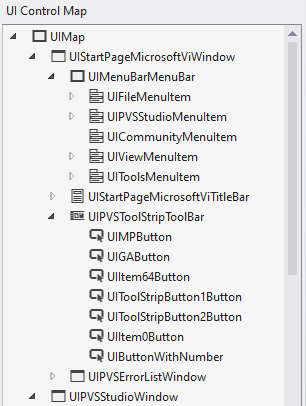 UI Control Map
UIMap
UIStartPageMicrosoftViWindow
UIMenuBarMenuBar
UIFileMenuItem
UIPVSStudioMenuItem
UICommunityMenuItem
UIViewMenuItem
UIToolsMenuItem
UIStartPageMicrosoftViTitleBar
UIPVSToolStripToolBar
UIMPButton
UIGAButton
UIItem64Button
UIToolStripButton1Button
UIToolStripButton2Button
UIItem0Button
UIButtonWithNumber
UIPVSErrorListWindow
UIPVSStudioWindow